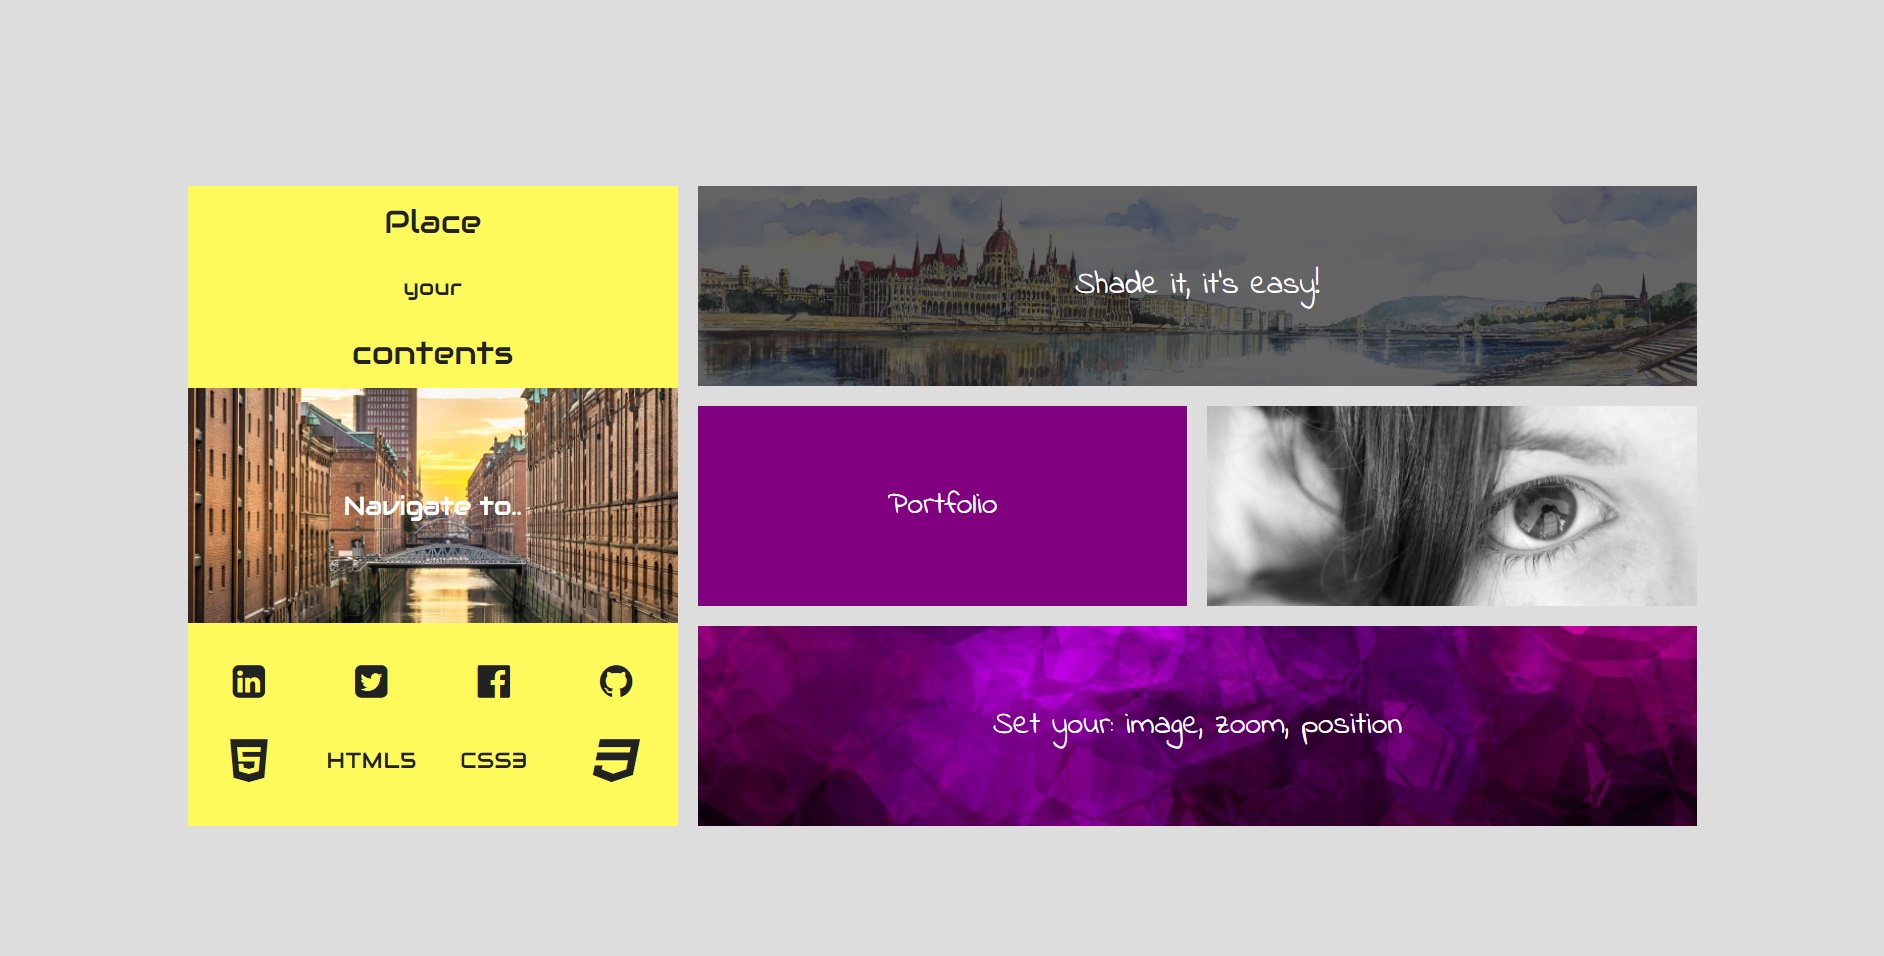 Place
your
contents
Navigate to..
HTML5 CSS3
Shade it, it's easy!
Portfolio
Set your: image, zoom, position